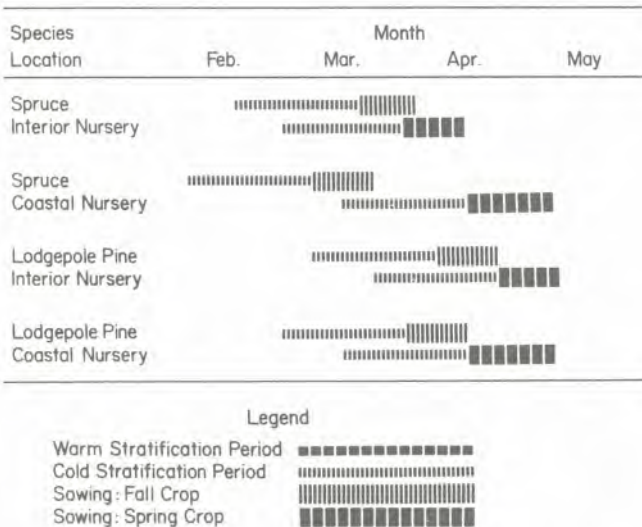 Species Month
Location Feb. Mar. Apr. May
Spruce
Interior Nursery
Spruce
Coastal Nursery
Lodgepole Pine
Interior Nursery
Lodgepole Pine
Coastal Nursery
Legend
Warm Stratification Period
Cold Stratification Period
Sowing: Fall Crop
Sowing: Spring Crop